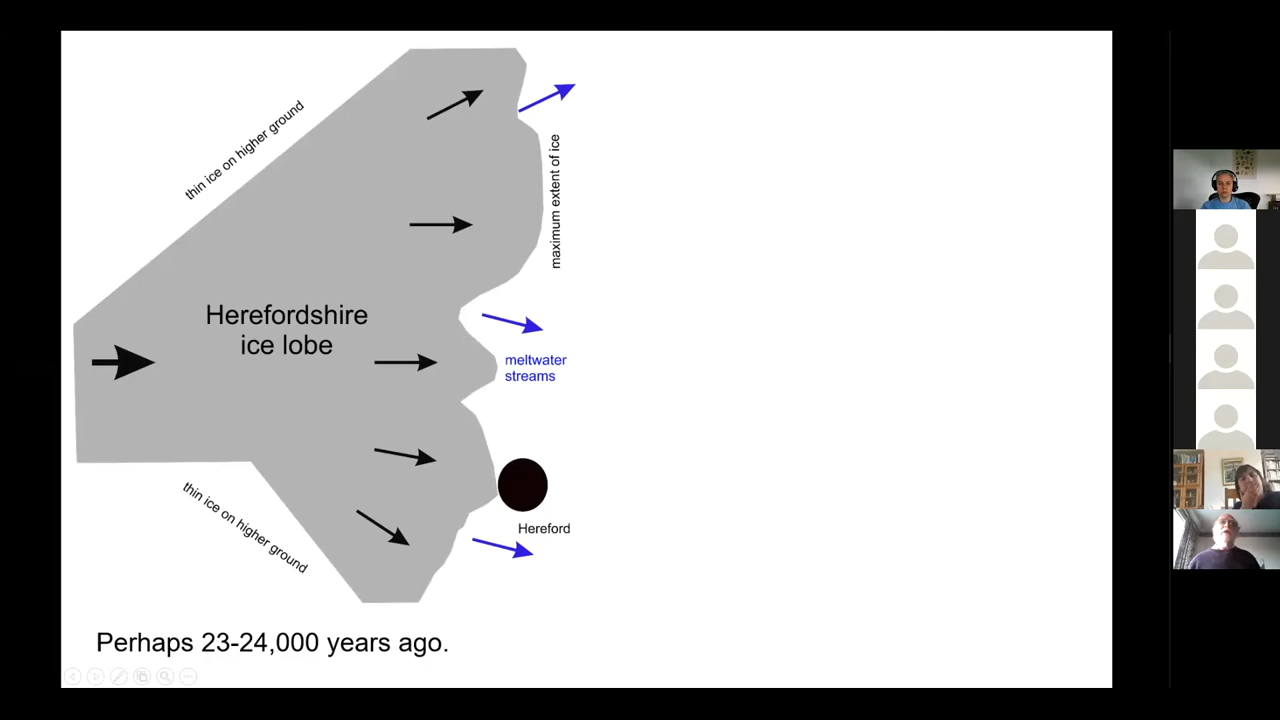 thin ice on higher ground
maximum extent of ice
Herefordshire
ice lobe
meltwater
streams
thin ice on higher ground
Hereford
Perhaps 23-24,000 years ago.